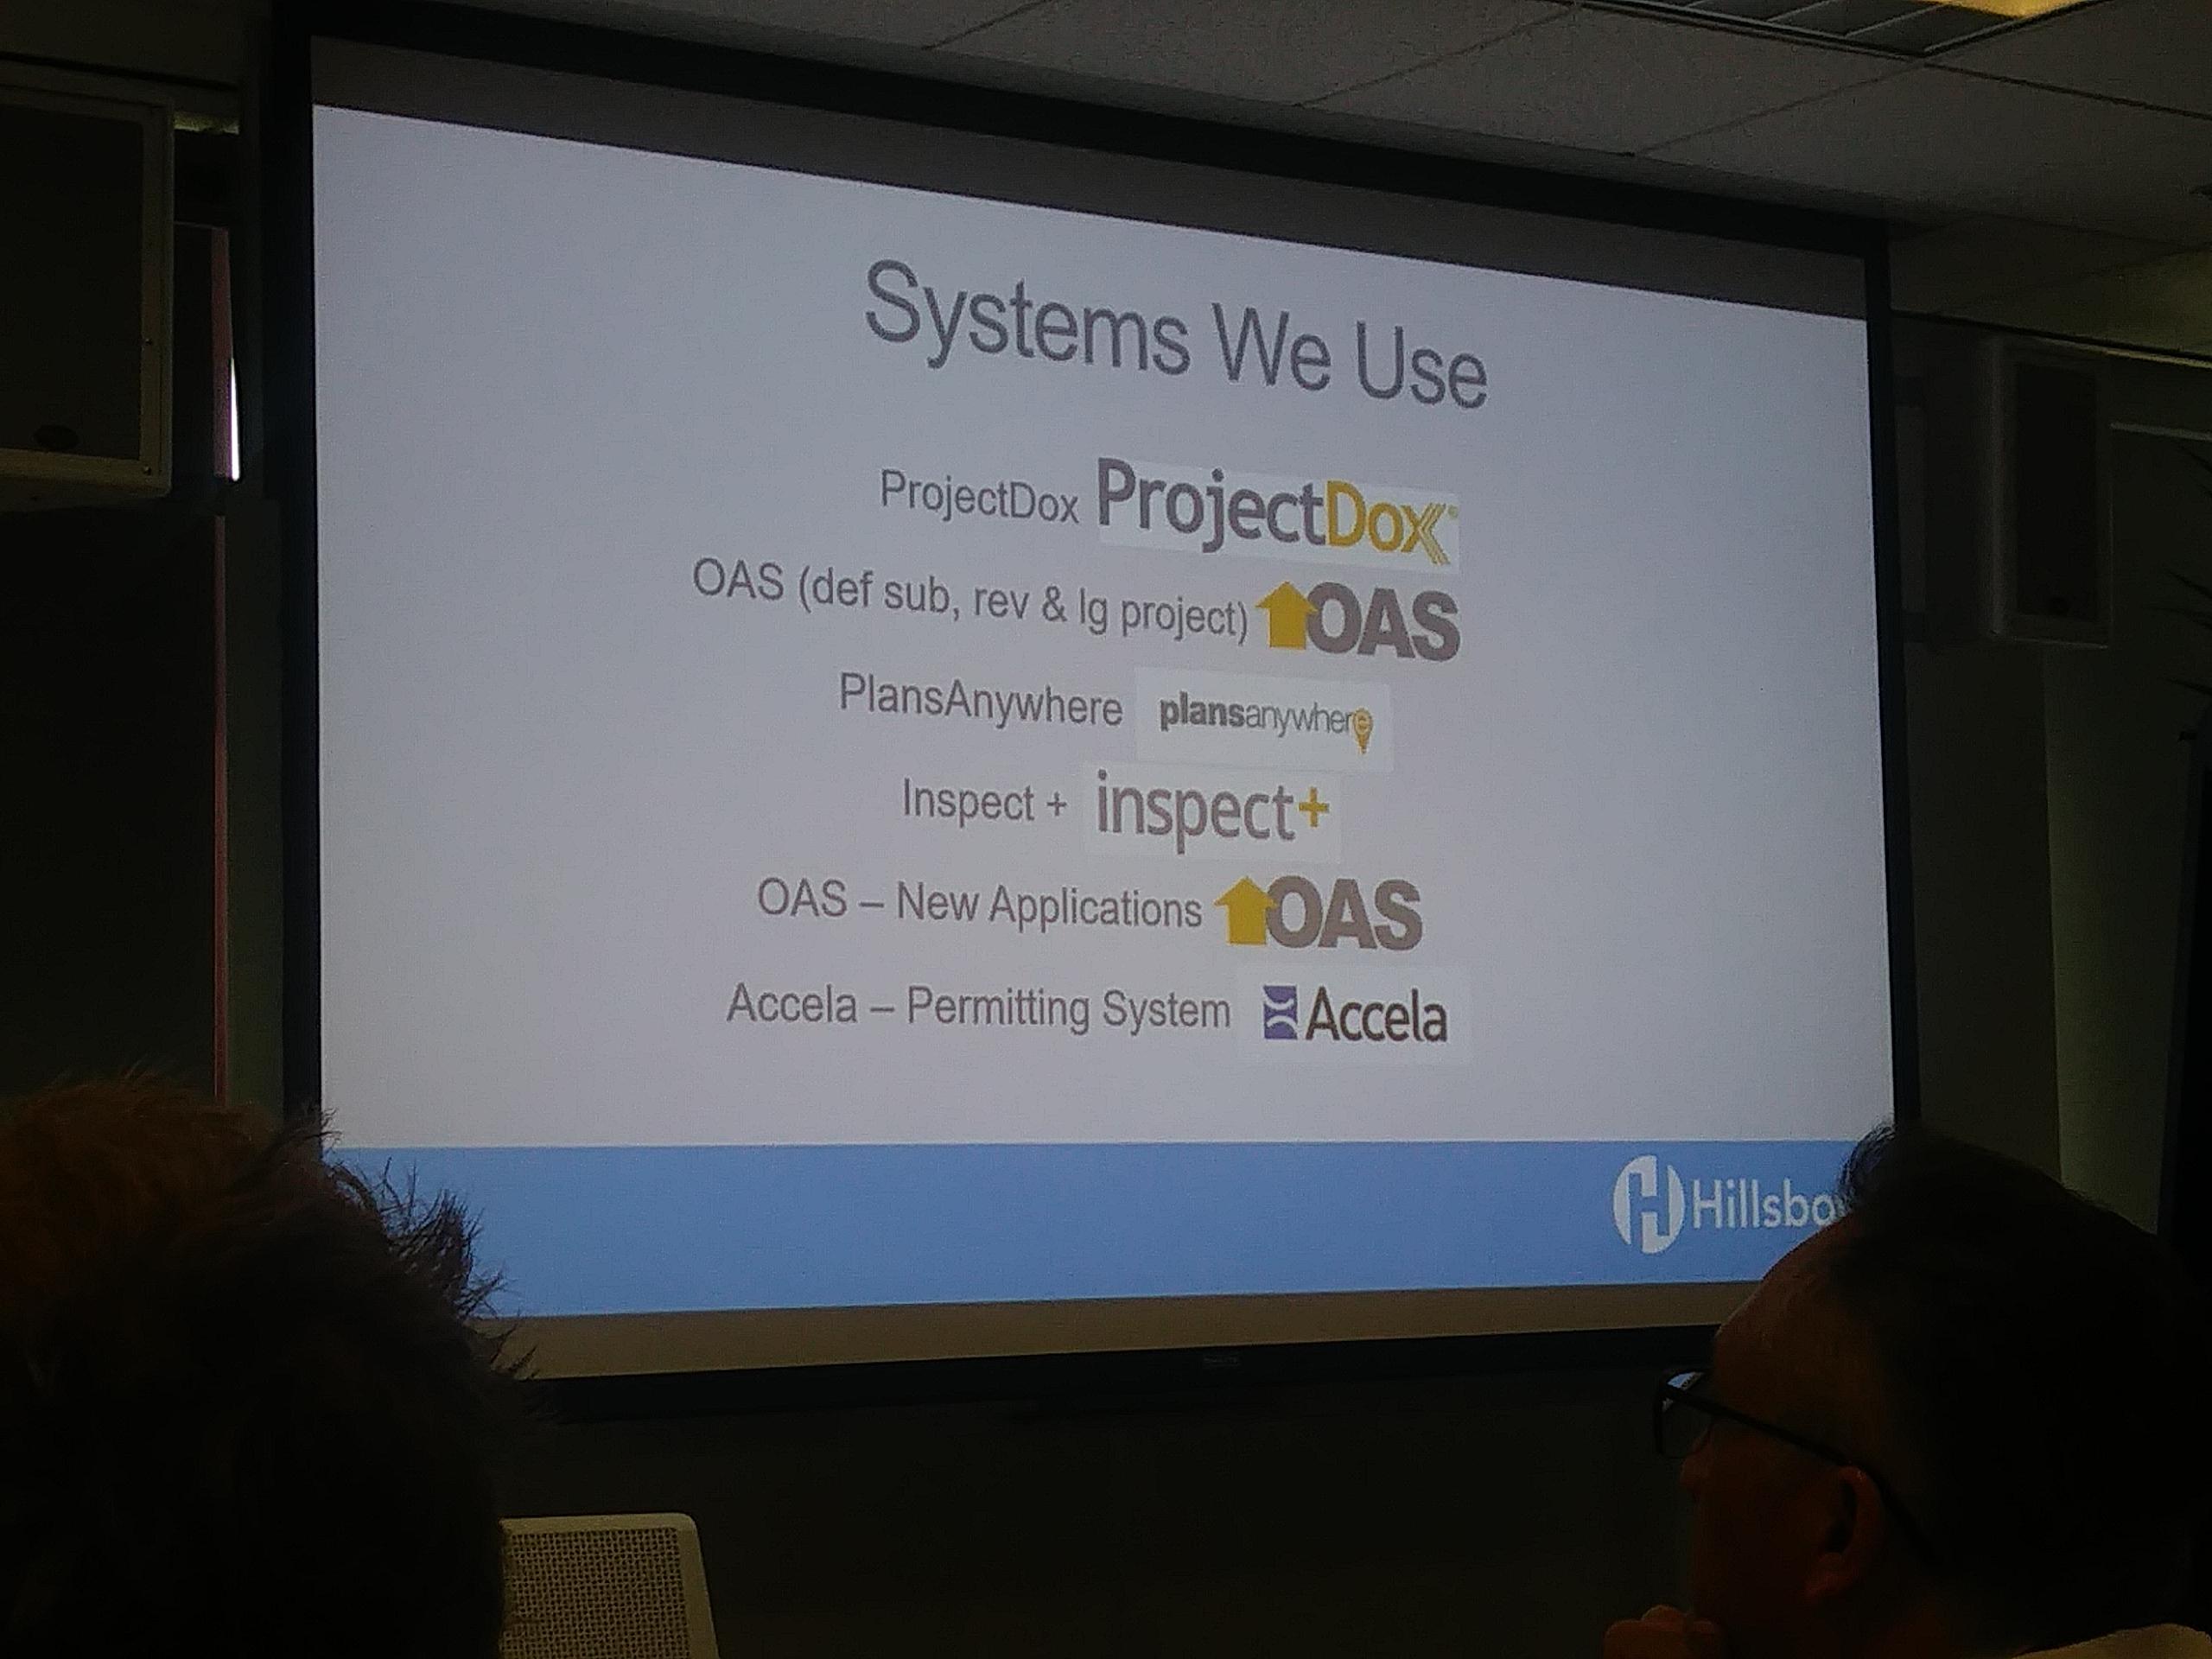 Systems We Use
ProjectDox ProjectDox®
OAS (def sub, rev & lg project) OAS
PlansAnywhere plansanywhere
Inspect + inspect+
OAS – New Applications OAS
Accela – Permitting System Accela
H Hillsbo